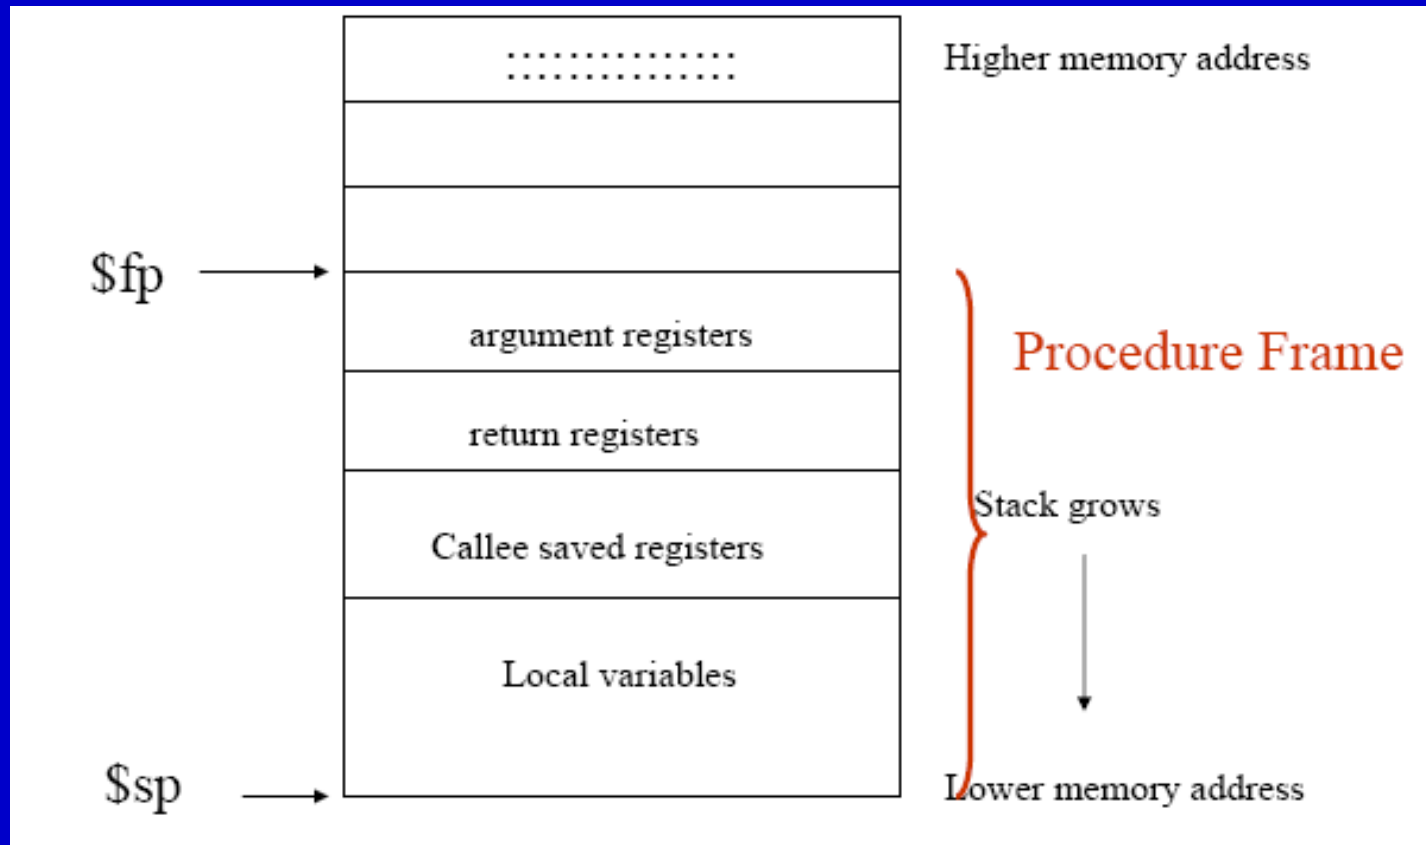 Higher memory address
$fp
argument registers
Procedure Frame
return registers
Stack grows
Callee saved registers
Local variables
$sp
Lower memory address